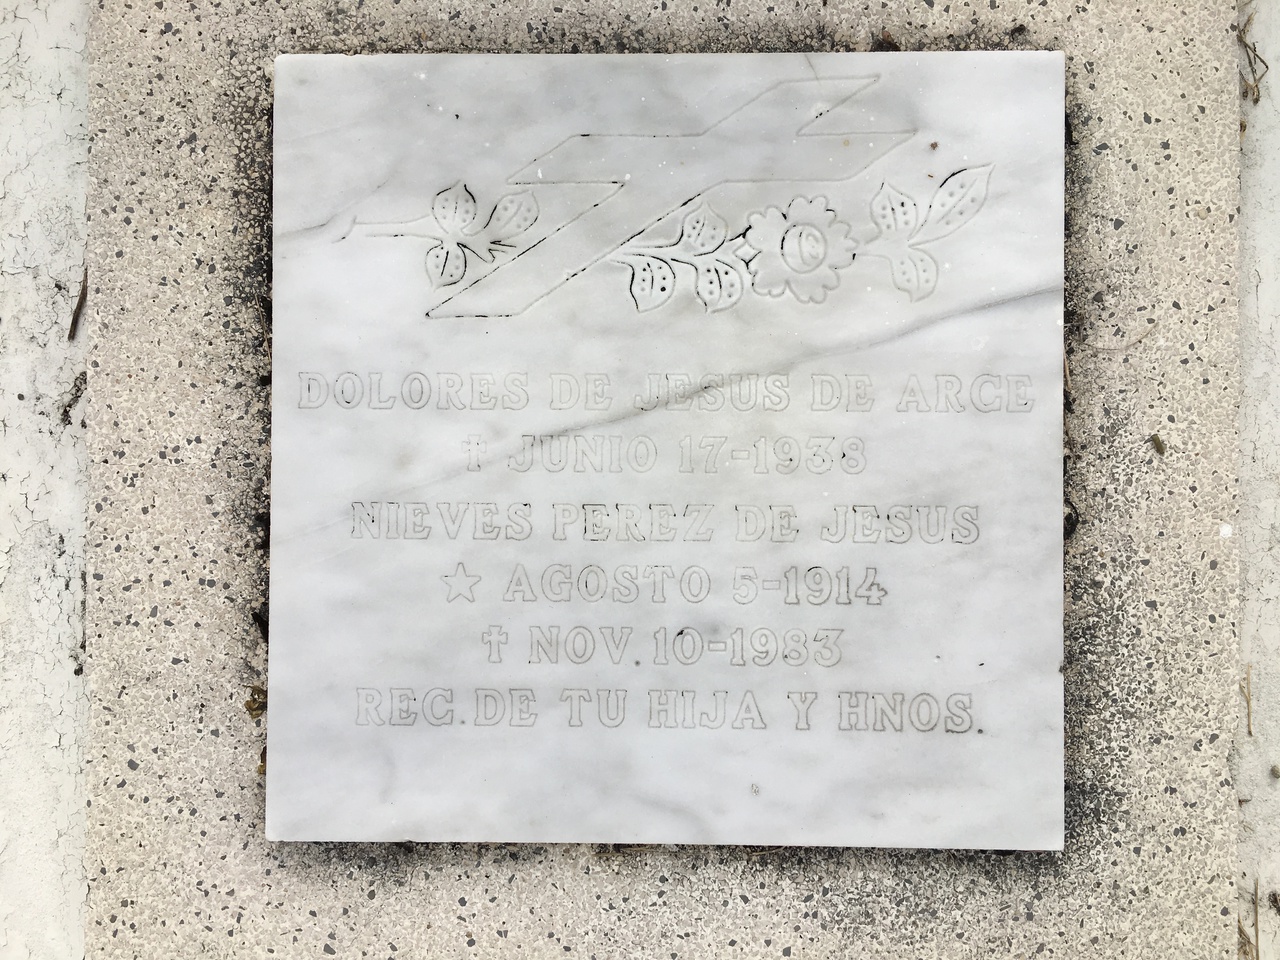 DOLORES DE JESUS DE ARCE
✝ JUNIO 17-1938
NIEVES PEREZ DE JESUS
☆ AGOSTO 5-1914
✝ NOV. 10-1983
REC. DE TU HIJA Y HNOS.